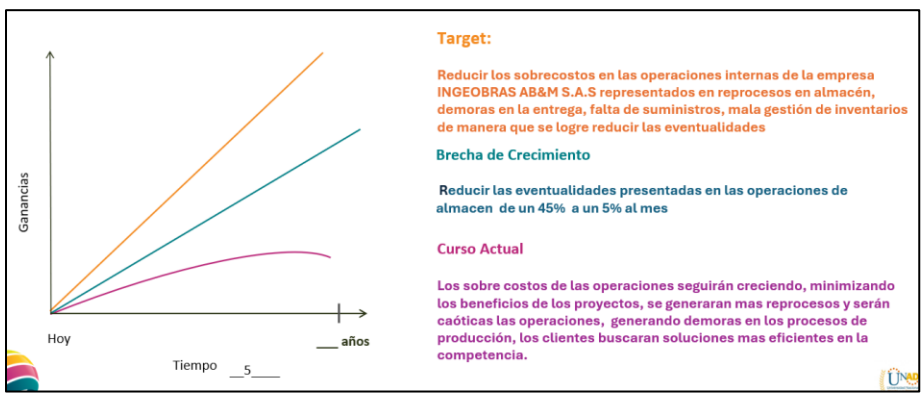 Target:
Reducir los sobrecostos en las operaciones internas de la empresa
INGEOBRAS AB&M S.A.S representados en reprocesos en almacén,
demoras en la entrega, falta de suministros, mala gestión de inventarios
de manera que se logre reducir las eventualidades
Brecha de Crecimiento
Reducir las eventualidades presentadas en las operaciones de
almacen de un 45% a un 5% al mes
Curso Actual
Los sobre costos de las operaciones seguirán creciendo, minimizando
los beneficios de los proyectos, se generaran mas reprocesos y serán
caóticas las operaciones, generando demoras en los procesos de
producción, los clientes buscaran soluciones mas eficientes en la
competencia.
Ganancias
Hoy
___ años
Tiempo __5____
UNAD